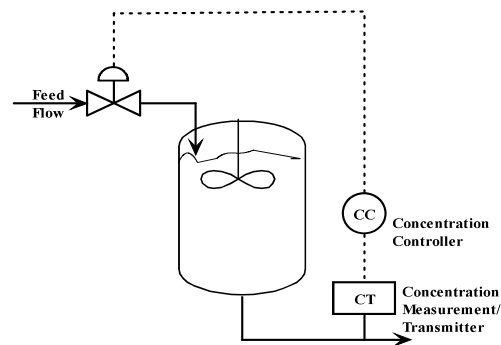 Feed
Flow
CC
Concentration
Controller
CT
Concentration
Measurement/
Transmitter